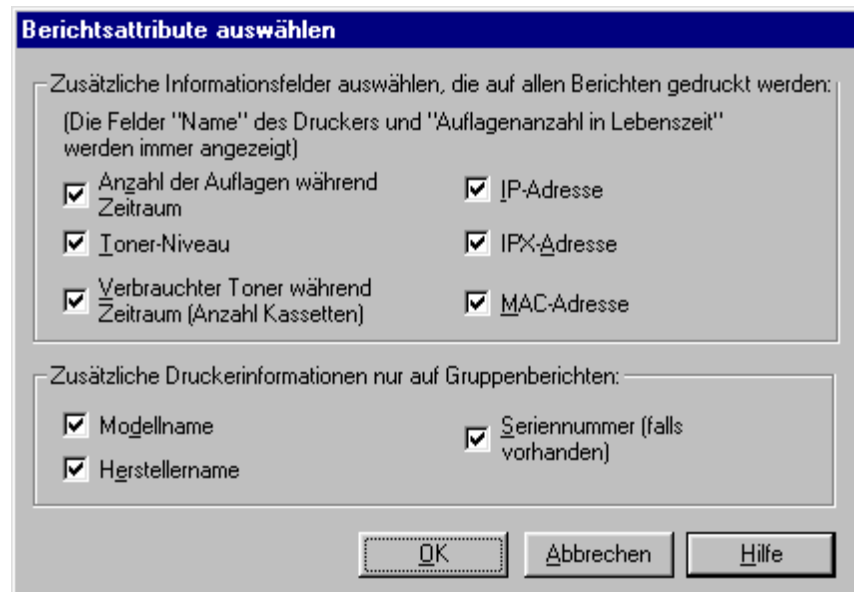 Berichtsattribute auswählen
Zusätzliche Informationsfelder auswählen, die auf allen Berichten gedruckt werden:
(Die Felder "Name" des Druckers und "Auflagenanzahl in Lebenszeit"
werden immer angezeigt)
Anzahl der Auflagen während
Zeitraum
IP-Adresse
Toner-Niveau
IPX-Adresse
Verbrauchter Toner während
Zeitraum (Anzahl Kassetten)
MAC-Adresse
Zusätzliche Druckerinformationen nur auf Gruppenberichten:
Modellname
Seriennummer (falls
vorhanden)
Herstellername
OK
Abbrechen
Hilfe